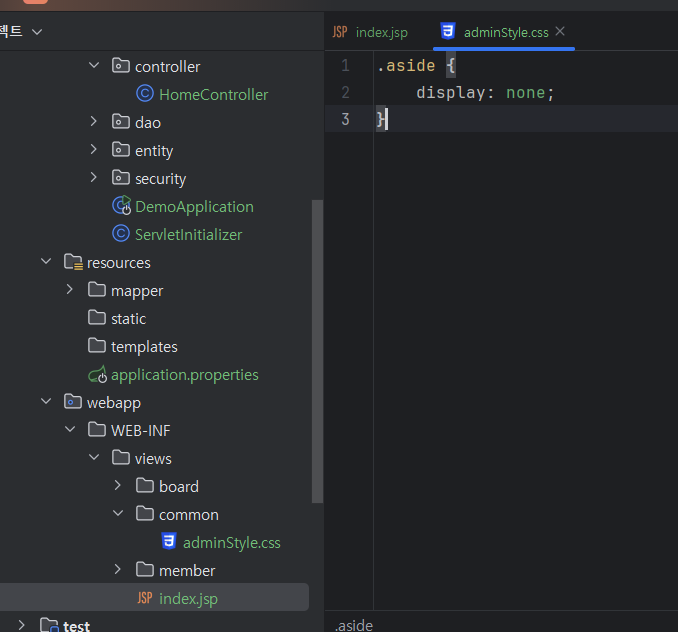 젝트
controller
HomeController
dao
entity
security
DemoApplication
ServletInitializer
resources
mapper
static
templates
application.properties
webapp
WEB-INF
views
board
common
adminStyle.css
member
index.jsp
test
index.jsp
adminStyle.css
1 .aside {
2 display: none;
3 }
.aside